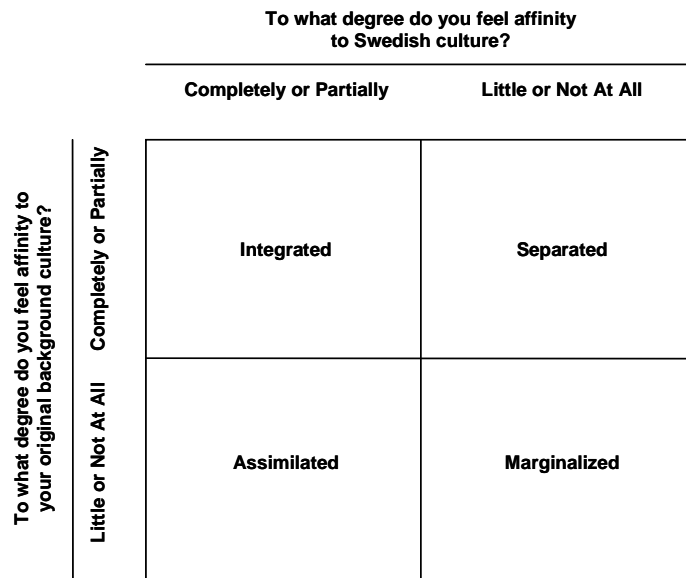 To what degree do you feel affinity
to Swedish culture?
Completely or Partially
Little or Not At All
To what degree do you feel affinity to
your original background culture?
Completely or Partially
Integrated
Separated
Little or Not At All
Assimilated
Marginalized